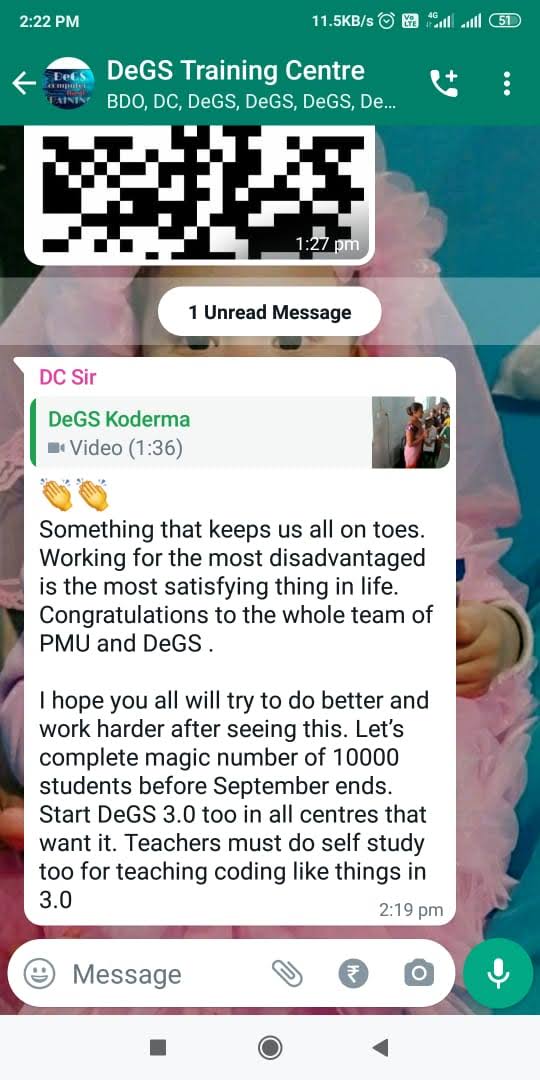 2:22 PM
11.5KB/s
Vo LTE
4G
51
DeGS Training Centre
BDO, DC, DeGS, DeGS, DeGS, De...
DeGS
computer
TRAINING
1:27 pm
1 Unread Message
DC Sir
DeGS Koderma
Video (1:36)
👏👏
Something that keeps us all on toes.
Working for the most disadvantaged
is the most satisfying thing in life.
Congratulations to the whole team of
PMU and DeGS .
I hope you all will try to do better and
work harder after seeing this. Let’s
complete magic number of 10000
students before September ends.
Start DeGS 3.0 too in all centres that
want it. Teachers must do self study
too for teaching coding like things in
3.0
2:19 pm
Message
₹